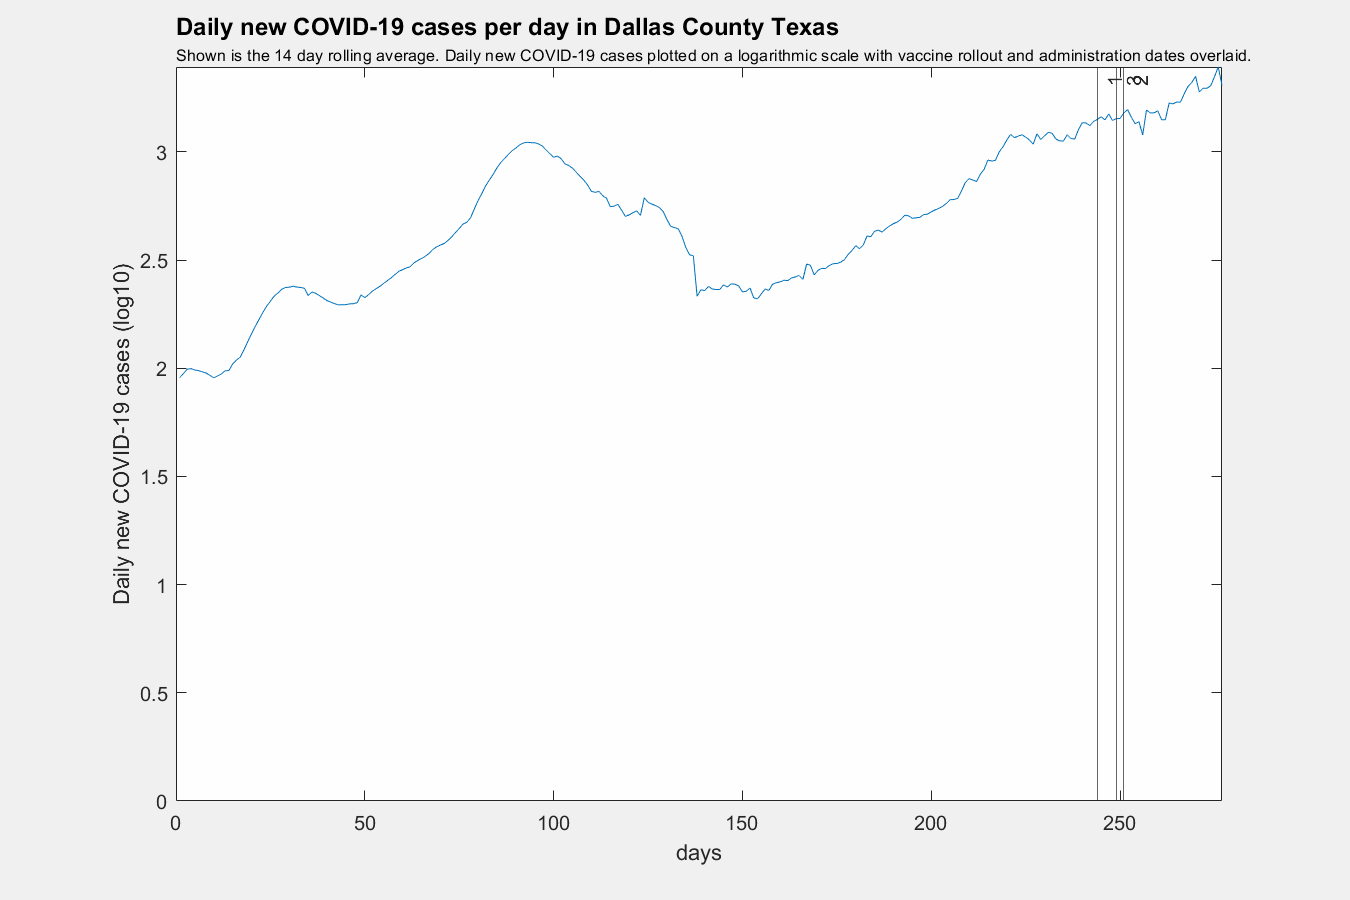 Daily new COVID-19 cases per day in Dallas County Texas
Shown is the 14 day rolling average. Daily new COVID-19 cases plotted on a logarithmic scale with vaccine rollout and administration dates overlaid.
1
3
2
3
2.5
2
1.5
1
0.5
0
Daily new COVID-19 cases (log10)
0 50 100 150 200 250
days